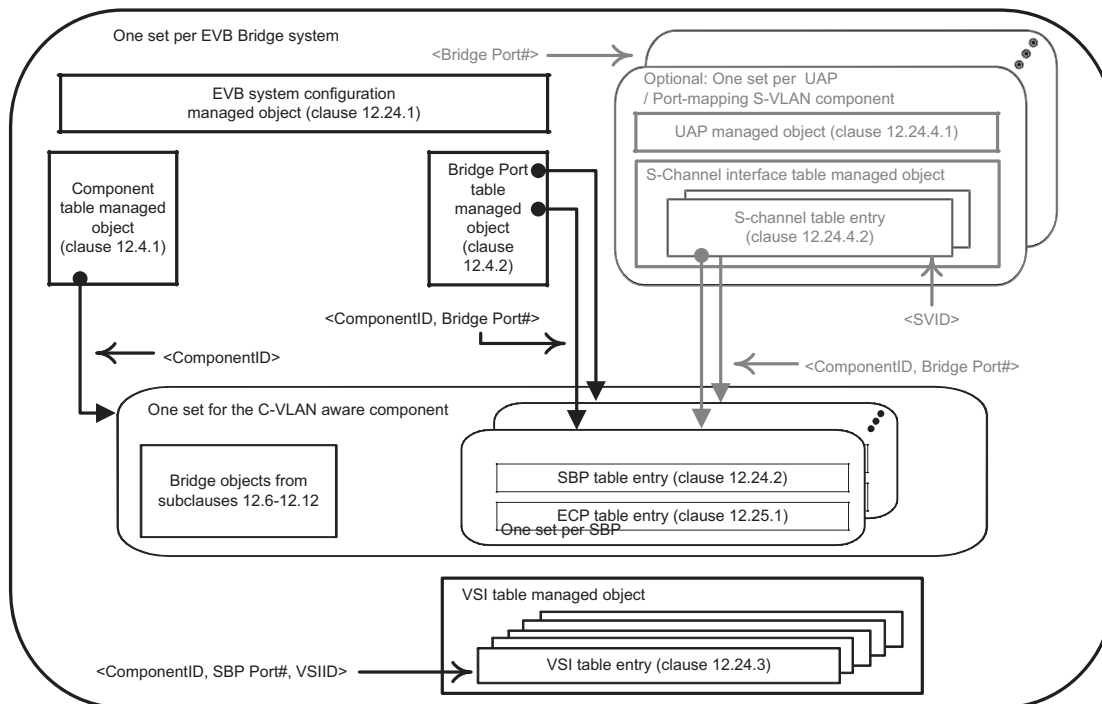 One set per EVB Bridge system
<Bridge Port#>
EVB system configuration
managed object (clause 12.24.1)
Optional: One set per  UAP
/ Port-mapping S-VLAN component
UAP managed object (clause 12.24.4.1)
S-Channel interface table managed object
S-channel table entry
(clause 12.24.4.2)
Component
table managed
object
(clause 12.4.1)
Bridge Port
table
managed
object
(clause
12.4.2)
<SVID>
<ComponentID, Bridge Port#>
<ComponentID>
<ComponentID, Bridge Port#>
One set for the C-VLAN aware component
Bridge objects from
subclauses 12.6-12.12
SBP table entry (clause 12.24.2)
ECP table entry (clause 12.25.1)
One set per SBP
VSI table managed object
VSI table entry (clause 12.24.3)
<ComponentID, SBP Port#, VSIID>